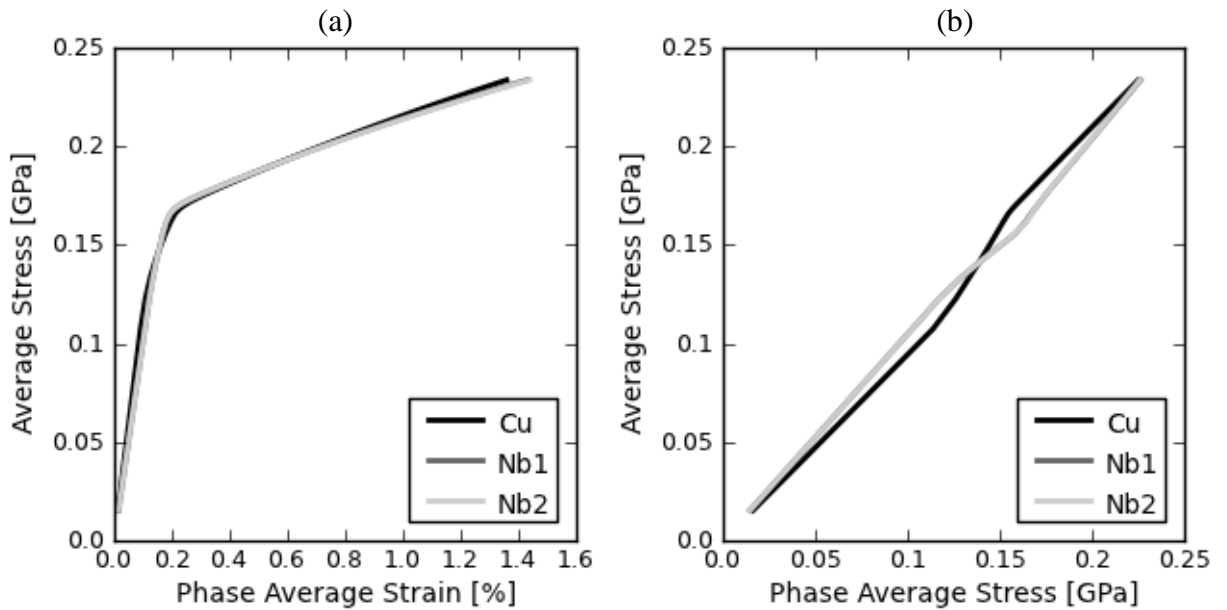 (a)
0.25
0.2
0.15
0.1
0.05
0.0
0.0 0.2 0.4 0.6 0.8 1.0 1.2 1.4 1.6
Average Stress [GPa]
Phase Average Strain [%]
Cu
Nb1
Nb2
(b)
0.25
0.2
0.15
0.1
0.05
0.0
0.0 0.05 0.1 0.15 0.2 0.25
Average Stress [GPa]
Phase Average Stress [GPa]
Cu
Nb1
Nb2